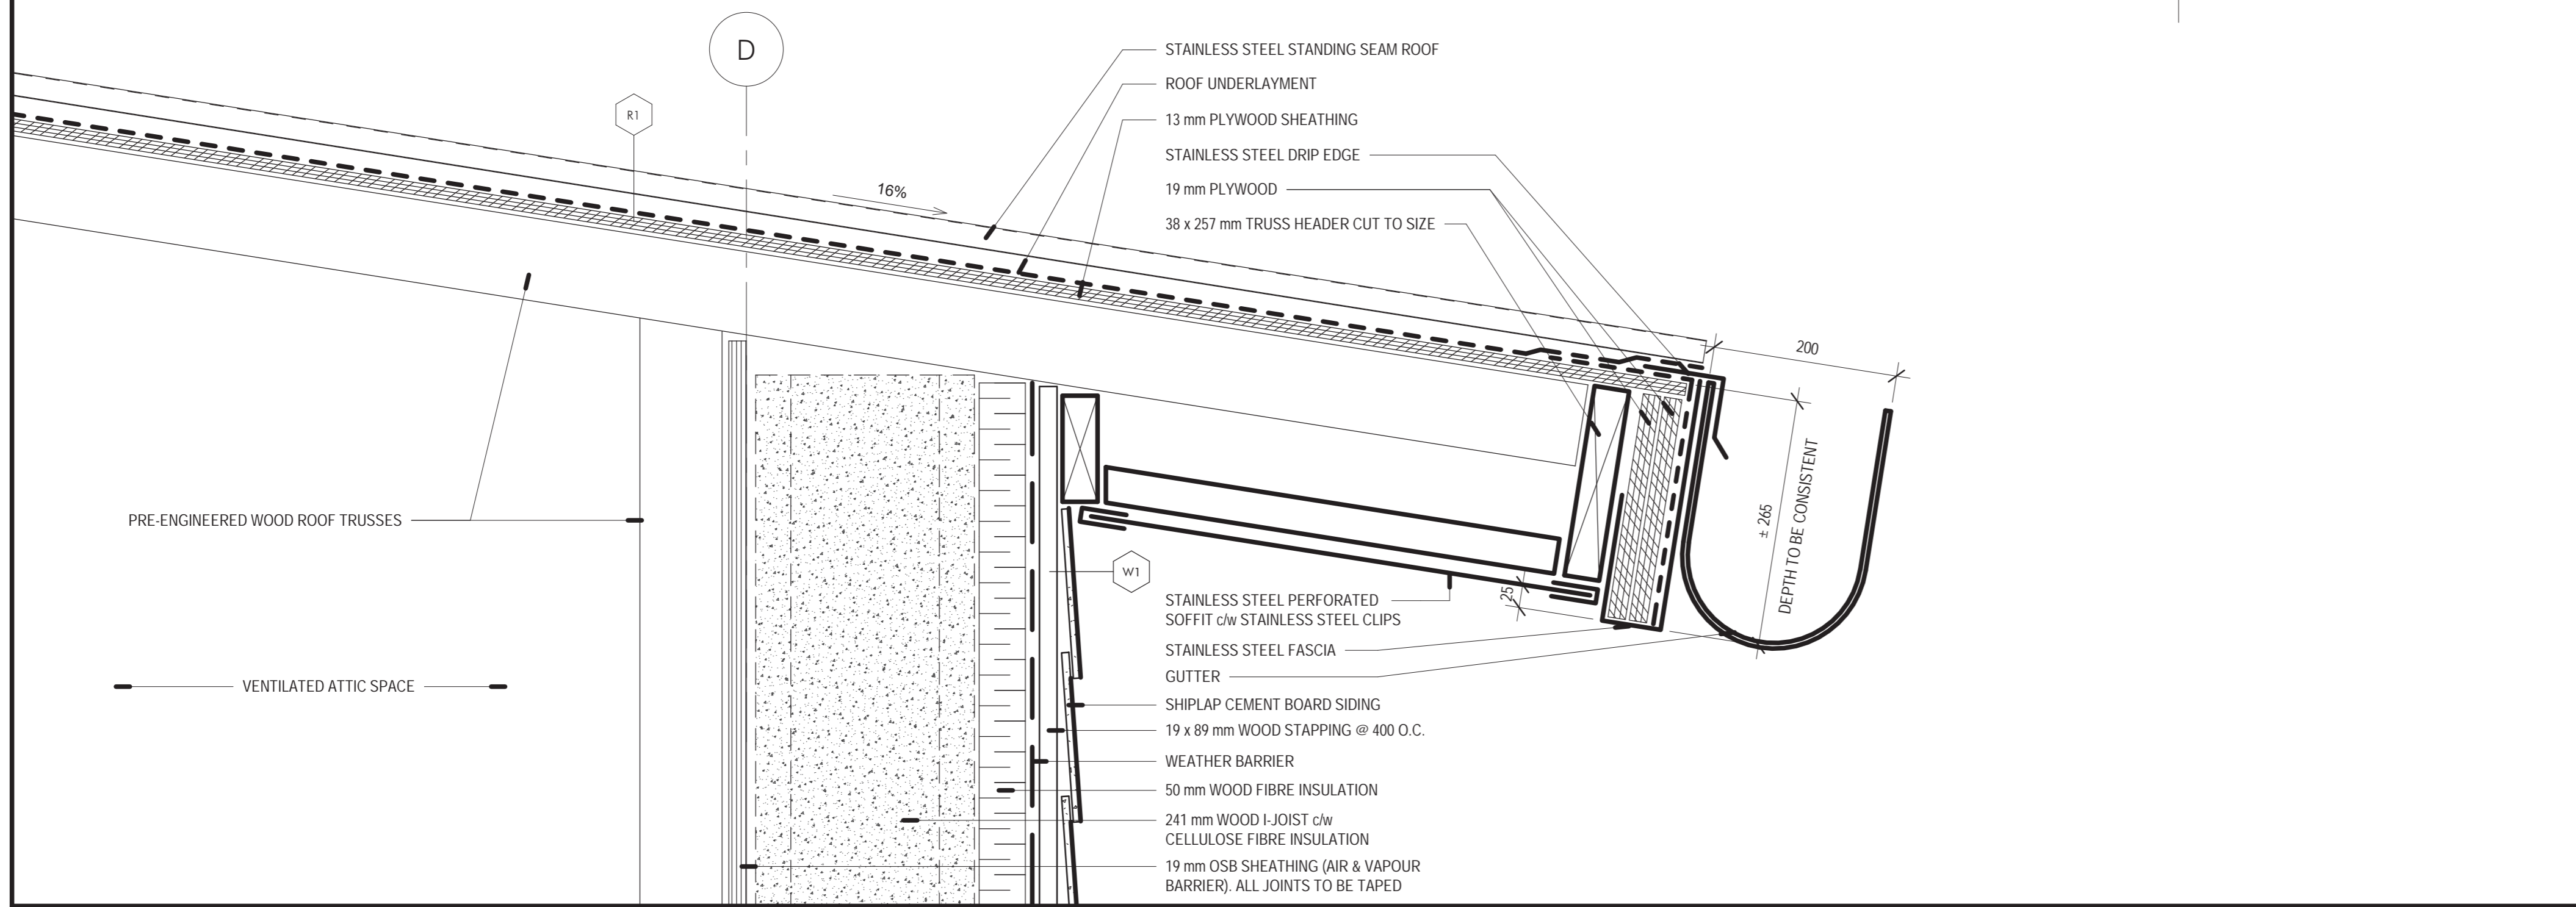 D
R1
16%
STAINLESS STEEL STANDING SEAM ROOF
ROOF UNDERLAYMENT
13 mm PLYWOOD SHEATHING
STAINLESS STEEL DRIP EDGE
19 mm PLYWOOD
38 x 257 mm TRUSS HEADER CUT TO SIZE
200
± 265
DEPTH TO BE CONSISTENT
PRE-ENGINEERED WOOD ROOF TRUSSES
VENTILATED ATTIC SPACE
W1
25
STAINLESS STEEL PERFORATED
SOFFIT c/w STAINLESS STEEL CLIPS
STAINLESS STEEL FASCIA
GUTTER
SHIPLAP CEMENT BOARD SIDING
19 x 89 mm WOOD STAPPING @ 400 O.C.
WEATHER BARRIER
50 mm WOOD FIBRE INSULATION
241 mm WOOD I-JOIST c/w
CELLULOSE FIBRE INSULATION
19 mm OSB SHEATHING (AIR & VAPOUR
BARRIER). ALL JOINTS TO BE TAPED